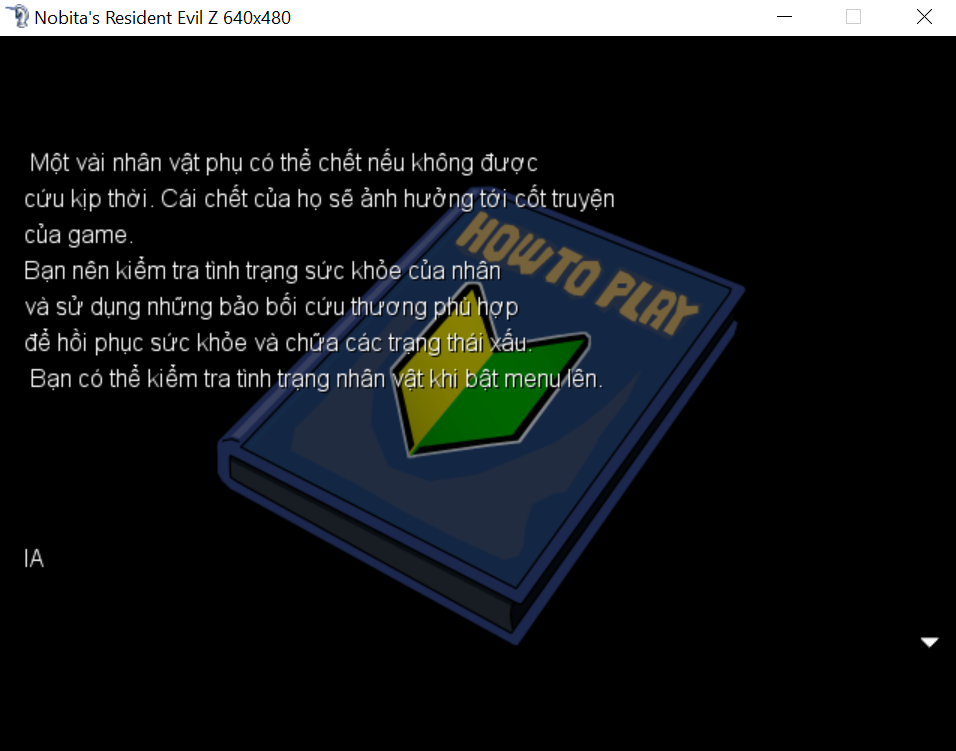 Nobita's Resident Evil Z 640x480
Một vài nhân vật phụ có thể chết nếu không được
cứu kịp thời. Cái chết của họ sẽ ảnh hưởng tới cốt truyện
của game.
Bạn nên kiểm tra tình trạng sức khỏe của nhân
và sử dụng những bảo bối cứu thương phù hợp
để hồi phục sức khỏe và chữa các trạng thái xấu.
Bạn có thể kiểm tra tình trạng nhân vật khi bật menu lên.
HOW TO PLAY
IA